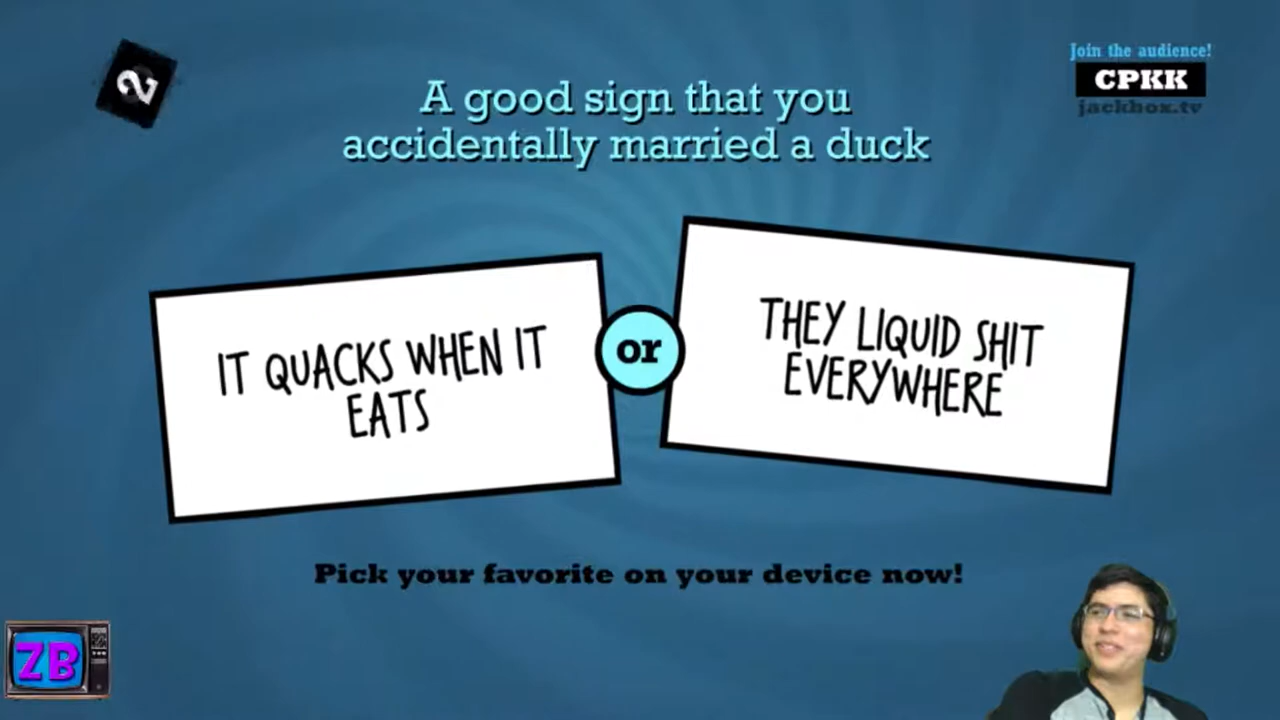 2
Join the audience!
CPKK
jackbox.tv
A good sign that you
accidentally married a duck
IT QUACKS WHEN IT
EATS
or
THEY LIQUID SHIT
EVERYWHERE
Pick your favorite on your device now!
ZB